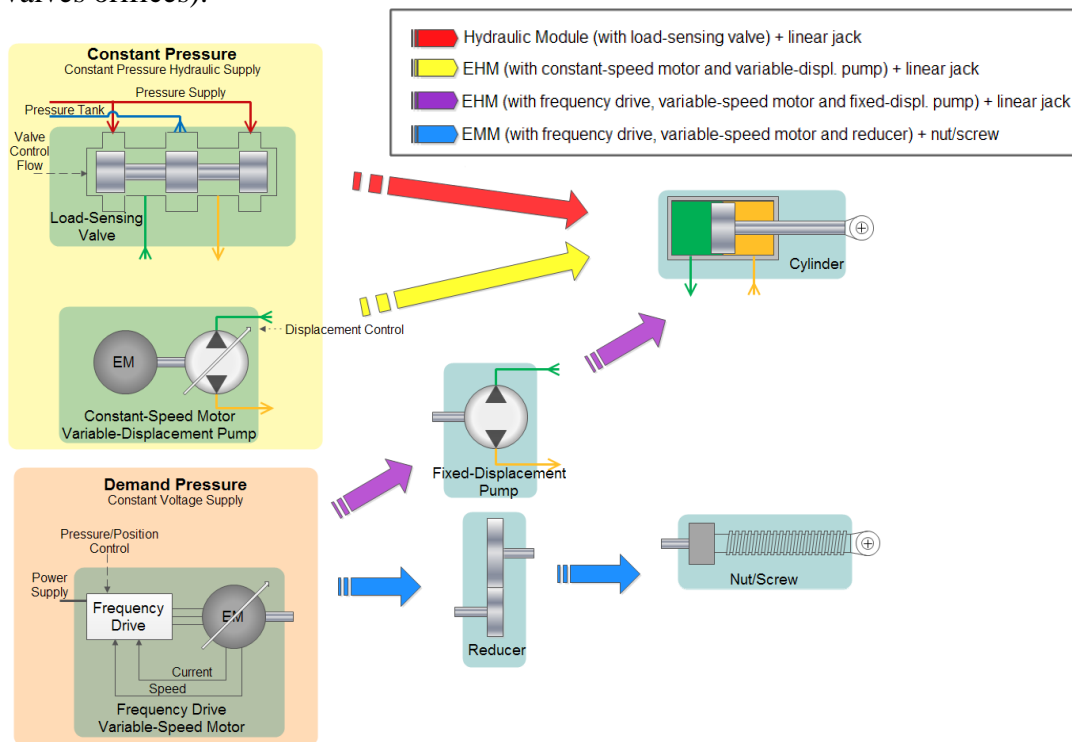 valves orifices).
Hydraulic Module (with load-sensing valve) + linear jack
EHM (with constant-speed motor and variable-displ. pump) + linear jack
EHM (with frequency drive, variable-speed motor and fixed-displ. pump) + linear jack
EMM (with frequency drive, variable-speed motor and reducer) + nut/screw
Constant Pressure
Constant Pressure Hydraulic Supply
Pressure Supply
Pressure Tank
Valve
Control
Flow
Load-Sensing
Valve
Cylinder
Displacement Control
EM
Constant-Speed Motor
Variable-Displacement Pump
Fixed-Displacement
Pump
Demand Pressure
Constant Voltage Supply
Pressure/Position
Control
Power
Supply
Frequency
Drive
EM
Current
Speed
Frequency Drive
Variable-Speed Motor
Reducer
Nut/Screw